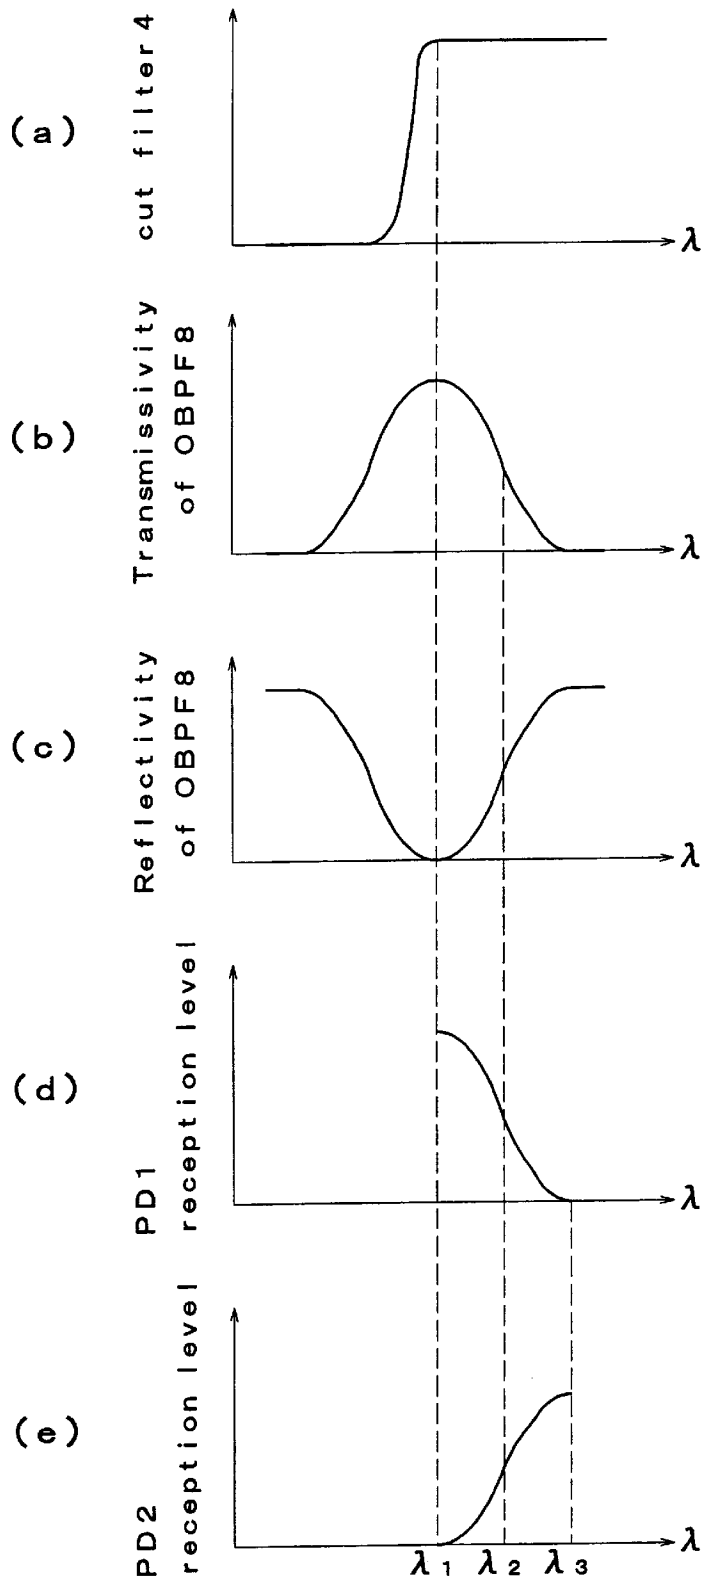 (a)
cut filter 4
λ
(b)
Transmissivity
of OBPF8
λ
(c)
Reflectivity
of OBPF8
λ
(d)
PD1
reception level
λ
(e)
PD2
reception level
λ
λ1 λ2 λ3